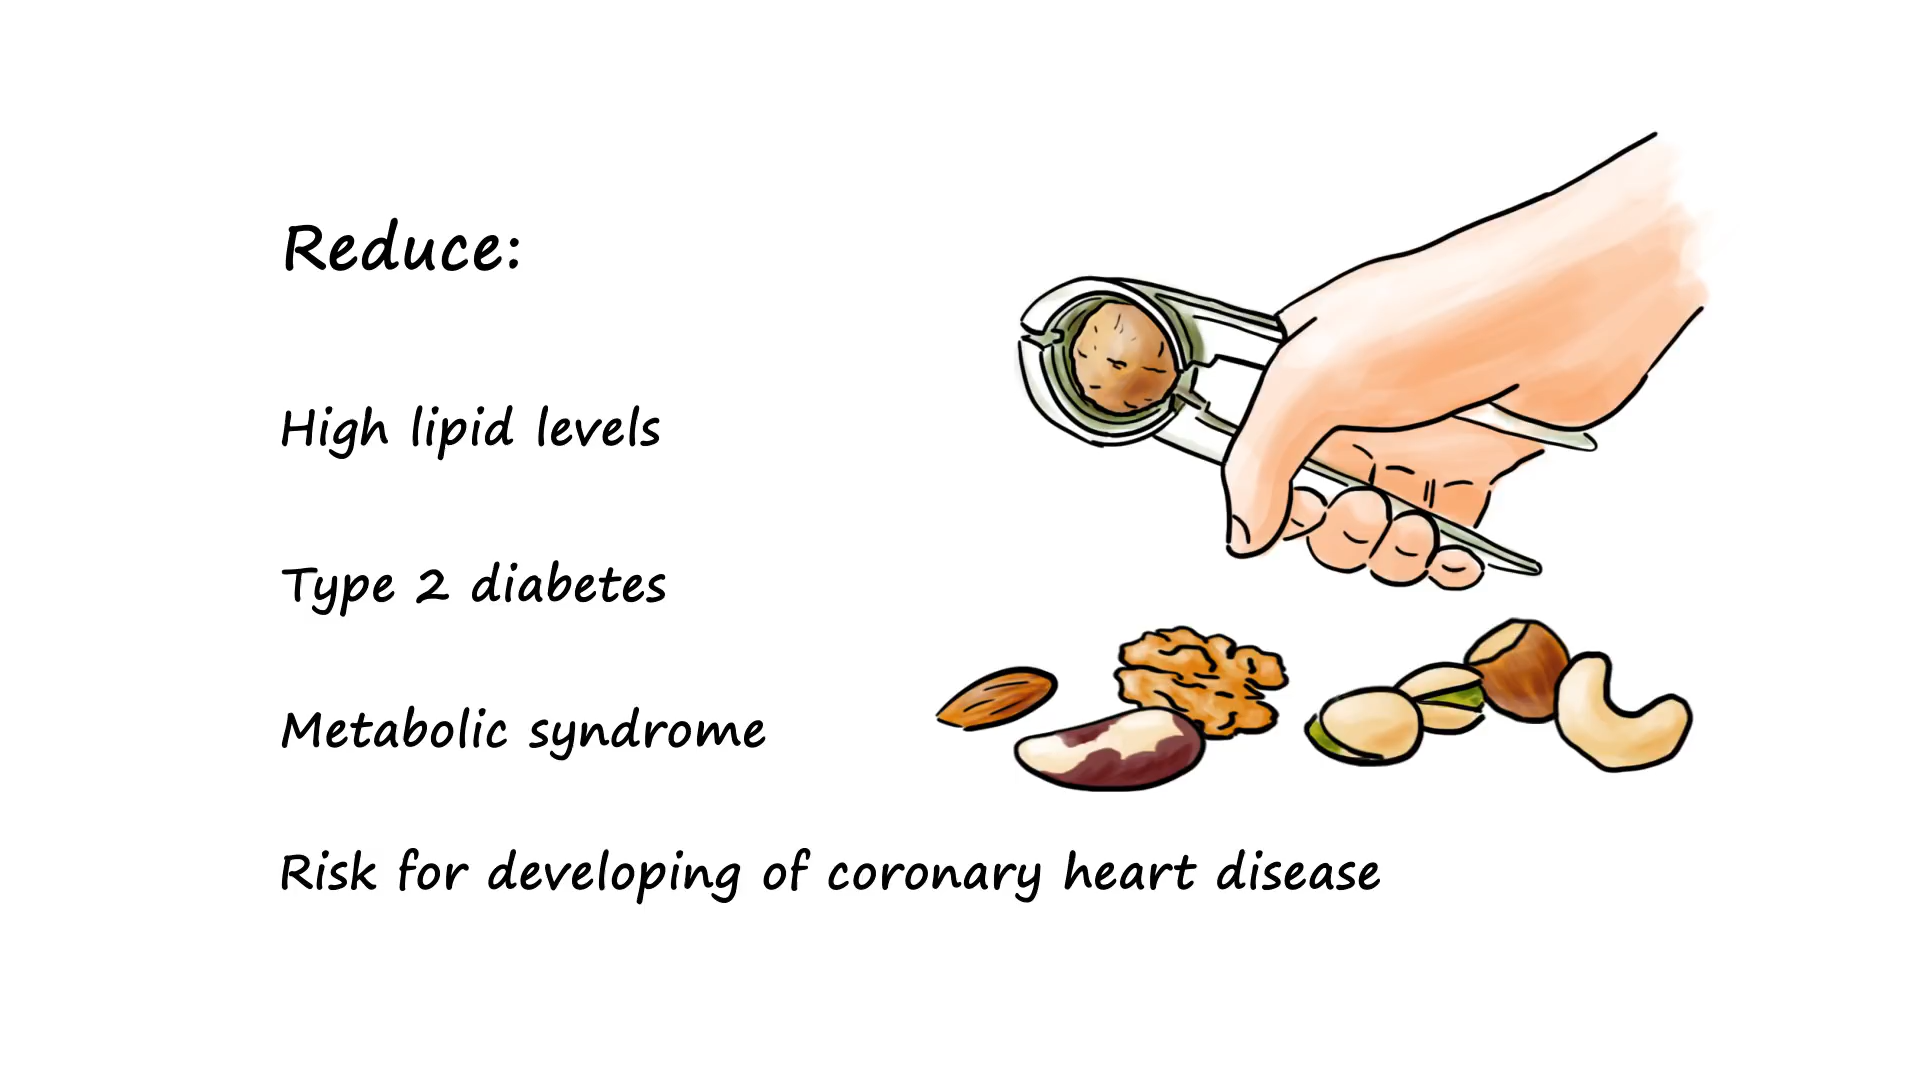 Reduce:
High lipid levels
Type 2 diabetes
Metabolic syndrome
Risk for developing of coronary heart disease